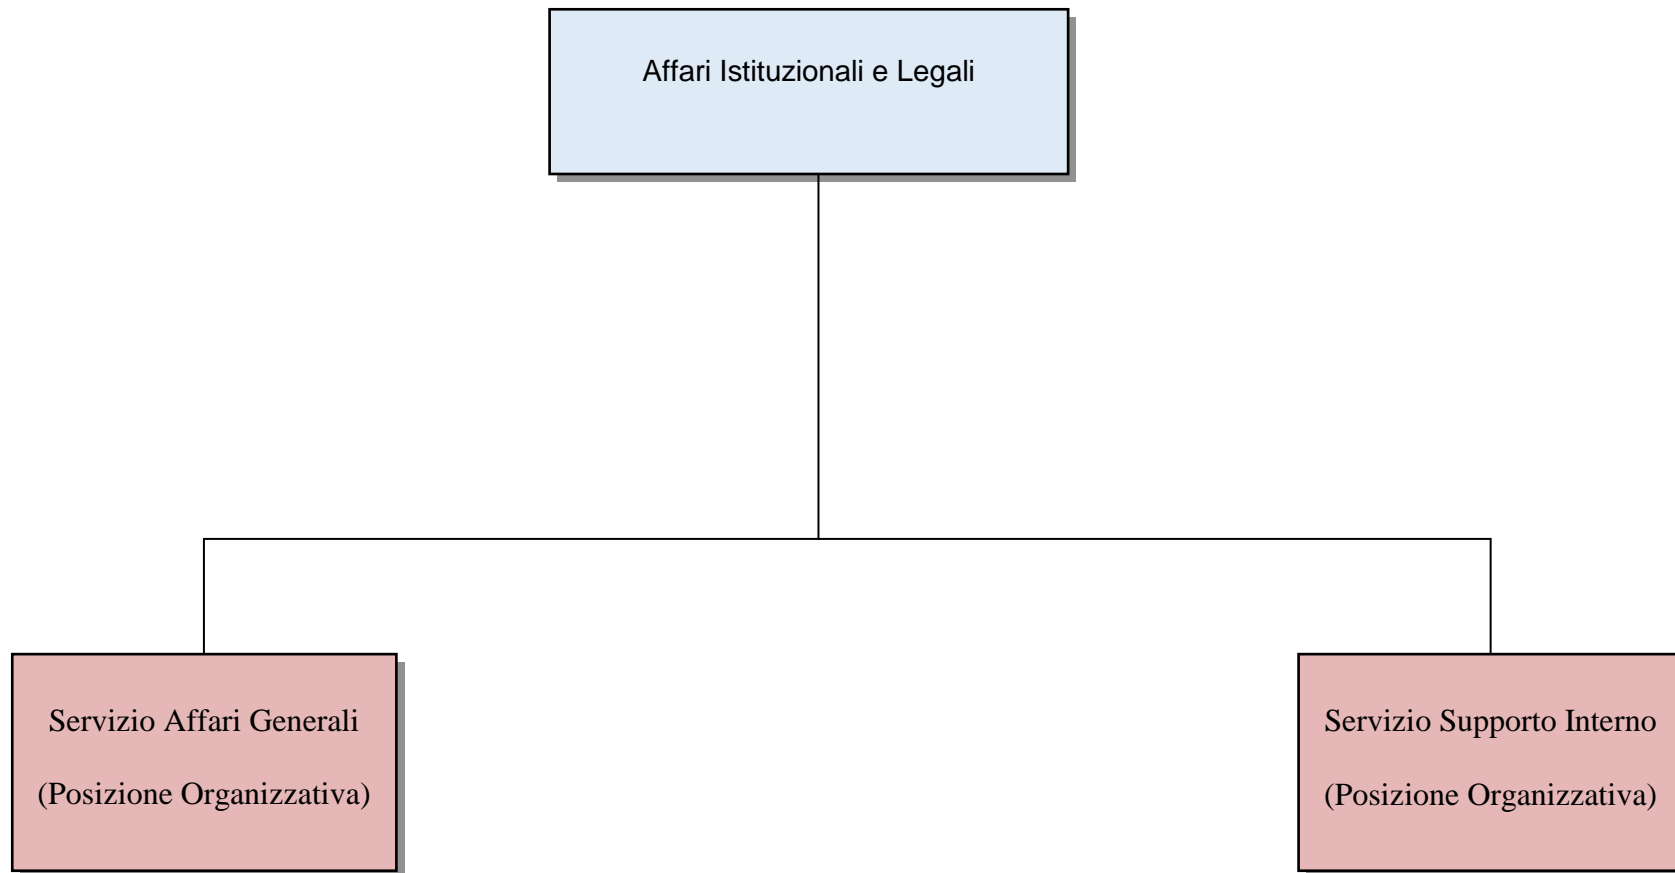 Affari Istituzionali e Legali
Servizio Affari Generali
(Posizione Organizzativa)
Servizio Supporto Interno
(Posizione Organizzativa)